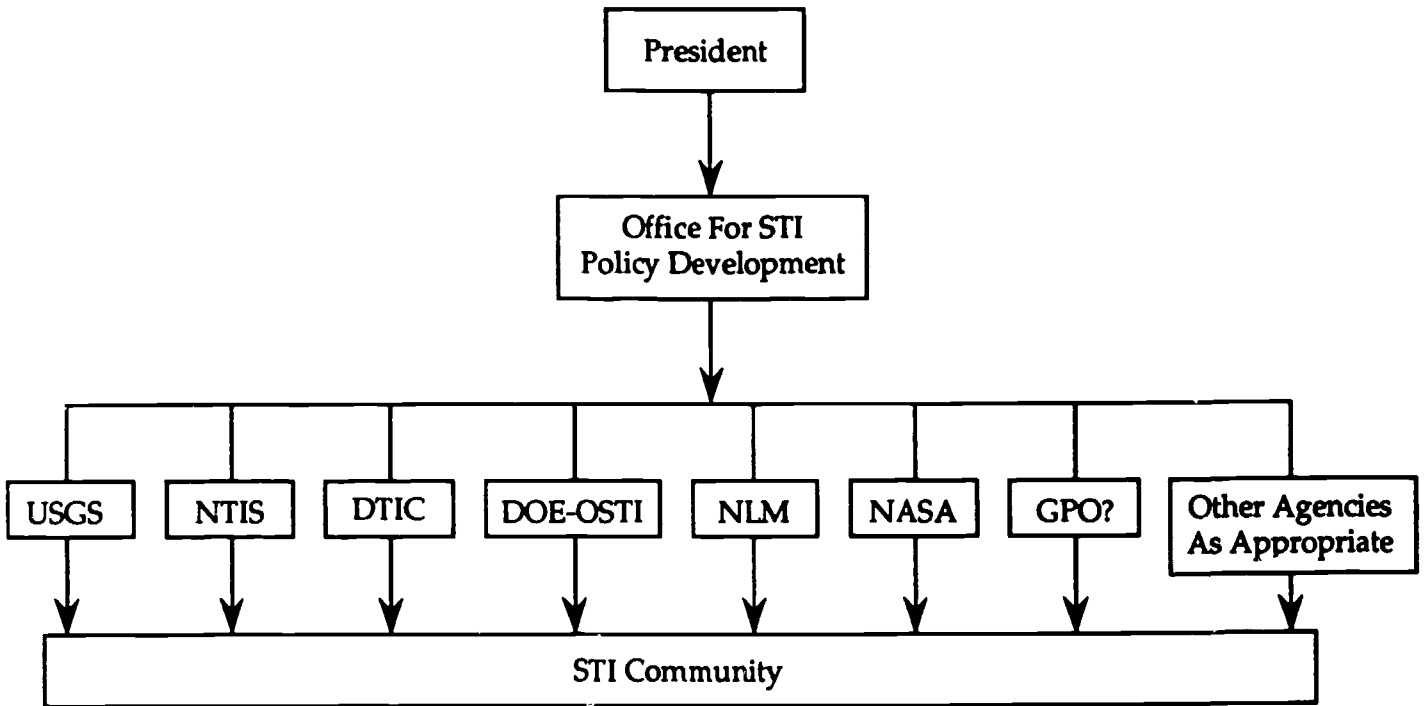 President
Office For STI
Policy Development
USGS
NTIS
DTIC
DOE-OSTI
NLM
NASA
GPO?
Other Agencies
As Appropriate
STI Community